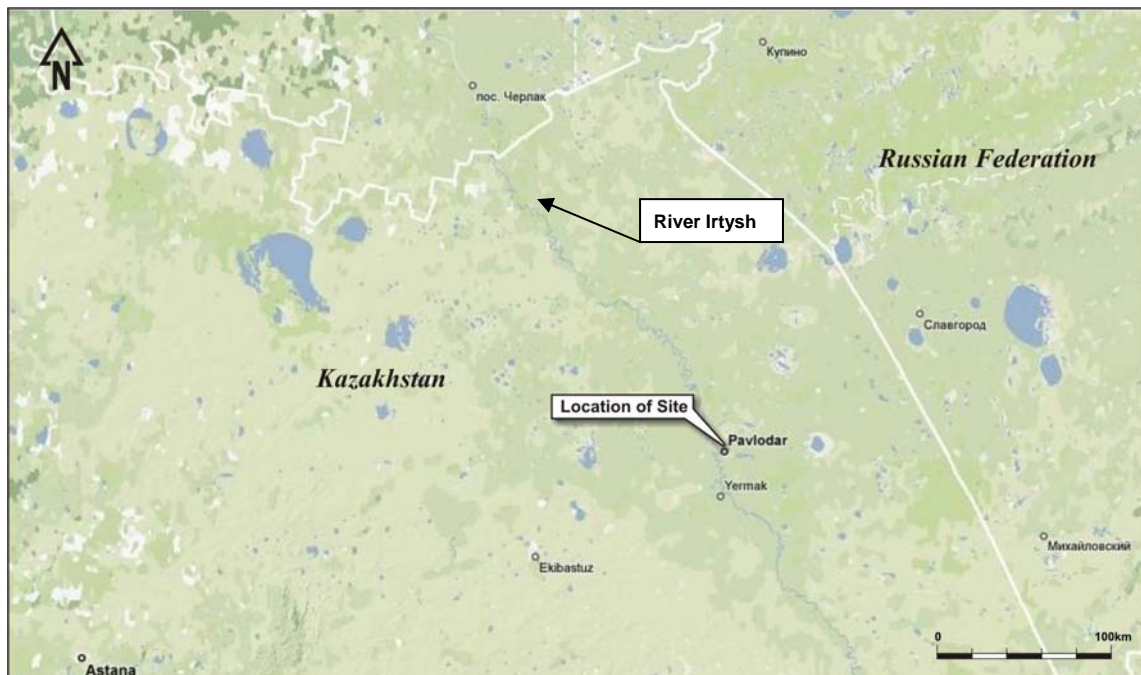 N
Купино
пос. Черлак
Russian Federation
River Irtysh
Славгород
Kazakhstan
Location of Site
Pavlodar
Yermak
Михайловский
Ekibastuz
0 100km
Astana